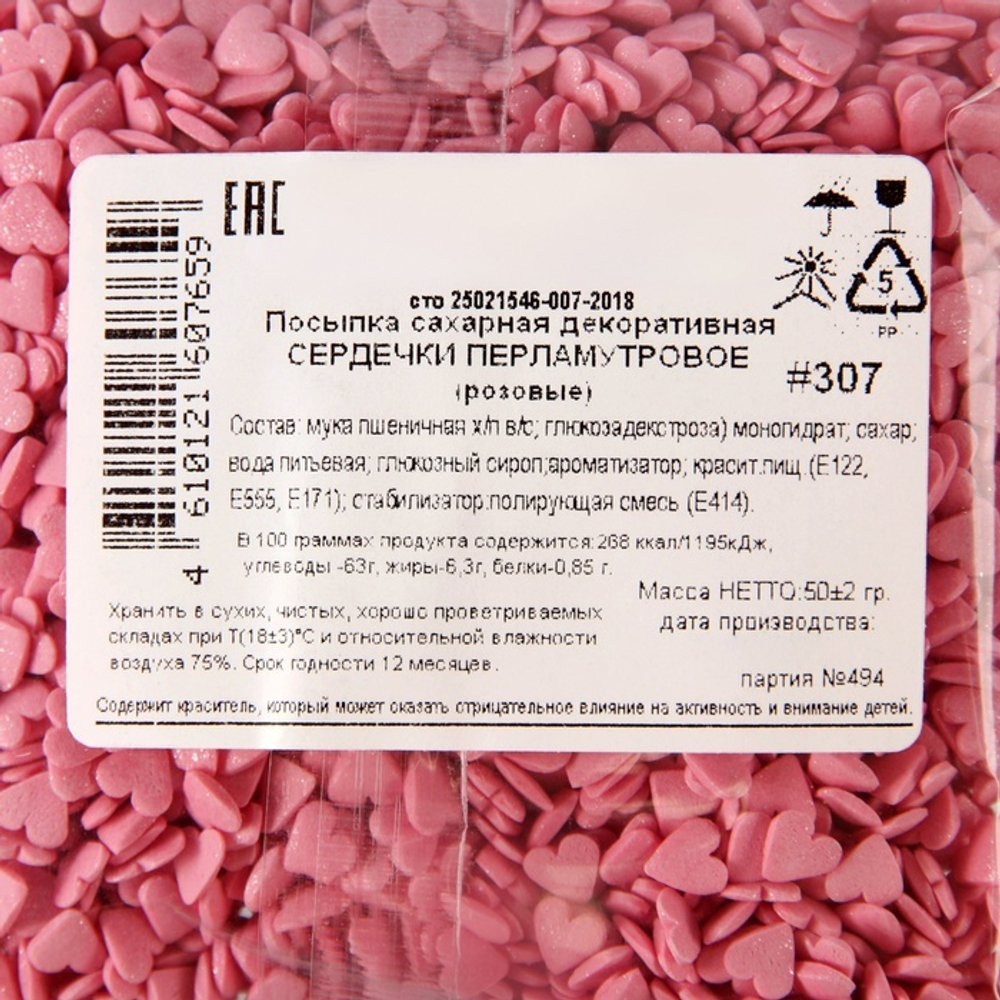 EAC
сто 25021546-007-2018
Посыпка сахарная декоративная
СЕРДЕЧКИ ПЕРЛАМУТРОВОЕ
(розовые)
#307
5
PP
Состав: мука пшеничная х/п в/с; глюкоза(декстроза) моногидрат; сахар;
вода питьевая; глюкозный сироп;ароматизатор; красит.пищ.(Е122,
Е555, Е171); стабилизатор:полирующая смесь (Е414).
В 100 граммах продукта содержится:268 ккал/1195кДж,
углеводы -63г, жиры-6,3г, белки-0,85 г.
Масса НЕТТО:50±2 гр.
дата производства:
Хранить в сухих, чистых, хорошо проветриваемых
складах при Т(18±3)°С и относительной влажности
воздуха 75%. Срок годности 12 месяцев.
партия №494
Содержит краситель, который может оказать отрицательное влияние на активность и внимание детей.
4 610121 607659